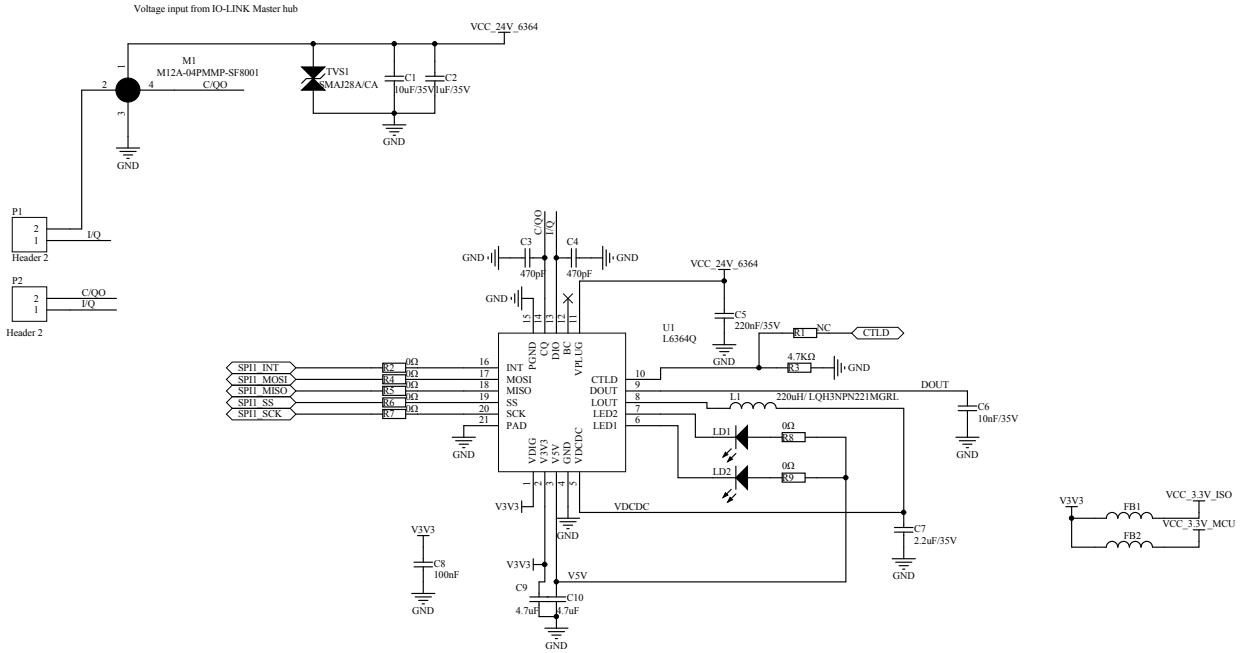 Voltage input from IO-LINK Master hub
VCC_24V_6364
M1
M12A-04PMMP-SF8001
1
2
4
C/QO
3
GND
TVS1
SMAJ28A/CA
C1
10uF/35V
C2
1uF/35V
GND
P1
2
1
I/Q
Header 2
P2
2
1
C/QO
I/Q
Header 2
C/QO
I/Q
GND
C3
470pF
C4
470pF
GND
GND
VCC_24V_6364
C5
220nF/35V
GND
15
14
13
12
11
PGND
CQ
DIO
BC
VPLUG
U1
L6364Q
R1
NC
CTLD
4.7KΩ
R3
GND
SPI1_INT
R2
0Ω
16
INT
SPI1_MOSI
R4
0Ω
17
MOSI
SPI1_MISO
R5
0Ω
18
MISO
SPI1_SS
R6
0Ω
19
SS
SPI1_SCK
R7
0Ω
20
SCK
21
PAD
GND
CTLD
10
DOUT
9
DOUT
LOUT
8
L1
220uH/ LQH3NPN221MGRL
LED2
7
LED1
6
C6
10nF/35V
GND
LD1
0Ω
R8
LD2
0Ω
R9
VDIG
V3V3
V5V
GND
VDCDC
1
2
3
4
5
V3V3
GND
VDCDC
C7
2.2uF/35V
GND
V3V3
C8
100nF
GND
V3V3
V5V
C9
4.7uF
C10
4.7uF
GND
V3V3
FB1
VCC_3.3V_ISO
FB2
VCC_3.3V_MCU